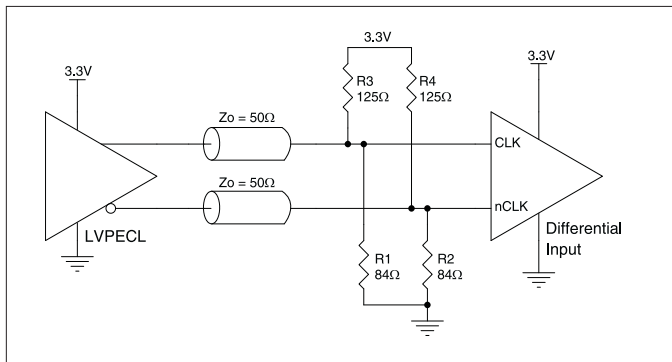 3.3V
3.3V
3.3V
R3
125Ω
R4
125Ω
Zo = 50Ω
CLK
Zo = 50Ω
nCLK
LVPECL
Differential
Input
R1
84Ω
R2
84Ω